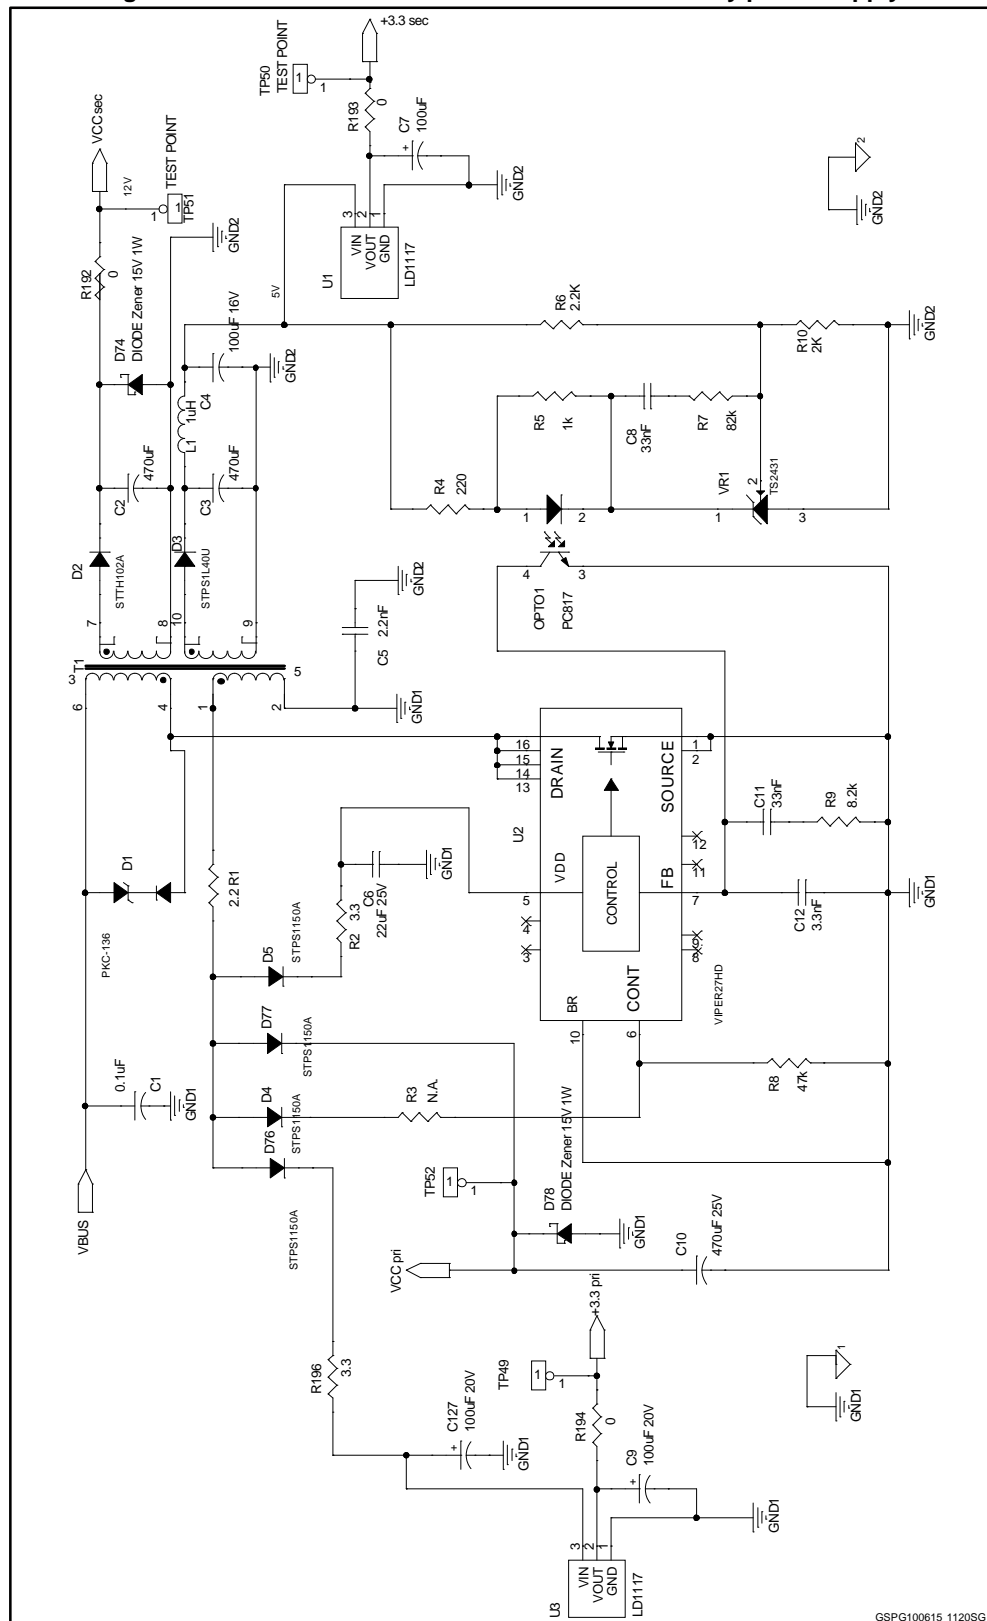 +3.3 sec
TP50
TEST POINT
1
1
R193
0
C7
100uF
+
VCC sec
12V
TEST POINT
1
1
TP51
R192
0
GND2
GND2
2
GND2
U1
VIN
VOUT
GND
3
2
1
LD1117
5V
D74
DIODE Zener 15V 1W
100uF 16V
C4
GND2
1uH
L1
C2
470uF
C3
470uF
D2
STTH102A
D3
STPS1L40U
7
8
10
9
T1
3
5
6
4
1
2
C5
2.2nF
GND2
GND1
R6
2.2K
R10
2K
GND2
R5
1k
C8
33nF
R7
82k
R4
220
VR1
TS2431
1
2
3
1
2
4
3
OPTO1
PC817
D1
PKC-136
2.2 R1
R2
3.3
C6
22uF 25V
GND1
U2
16
15
14
13
DRAIN
SOURCE
1
2
VDD
5
CONTROL
FB
7
12
11
9
8
4
3
BR
10
CONT
6
VIPER27HD
C11
33nF
R9
8.2k
C12
3.3nF
GND1
R8
47k
D5
STPS1150A
D77
STPS1150A
D4
STPS1150A
D76
STPS1150A
R3
N.A.
0.1uF
C1
GND1
VBUS
TP52
1
1
D78
DIODE Zener 15V 1W
GND1
VCC pri
C10
470uF 25V
+3.3 pri
TP49
1
1
R196
3.3
R194
0
C127
100uF 20V
+
GND1
C9
100uF 20V
+
GND1
1
GND1
U3
VIN
VOUT
GND
3
2
1
LD1117
GSPG100615 1120SG